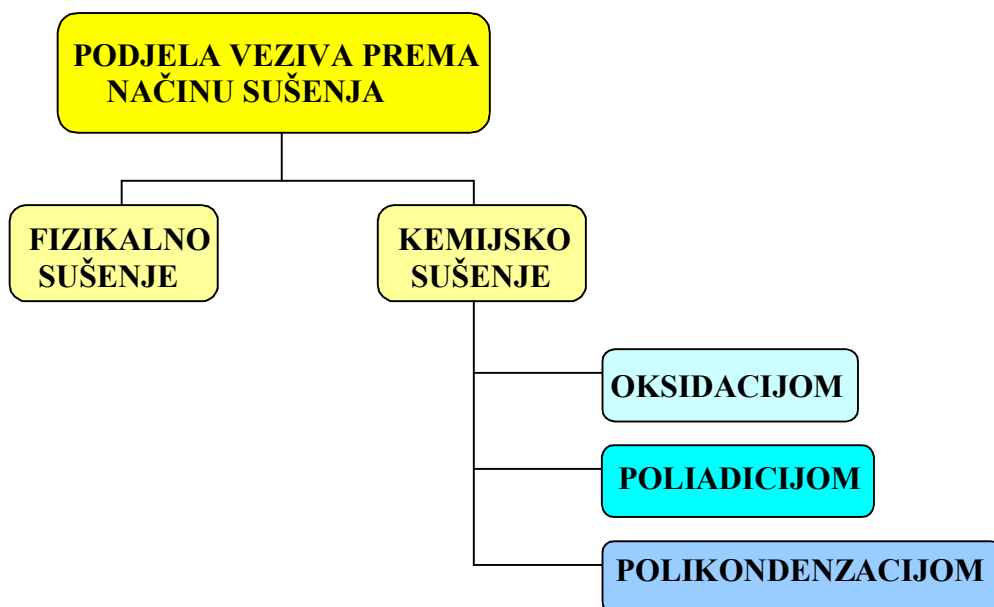 PODJELA VEZIVA PREMA
NAČINU SUŠENJA
FIZIKALNO
SUŠENJE
KEMIJSKO
SUŠENJE
OKSIDACIJOM
POLIADICIJOM
POLIKONDENZACIJOM